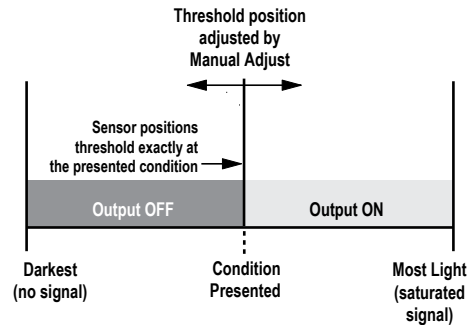 Threshold position
adjusted by
Manual Adjust
Sensor positions
threshold exactly at
the presented condition
Output OFF
Output ON
Darkest
(no signal)
Condition
Presented
Most Light
(saturated
signal)